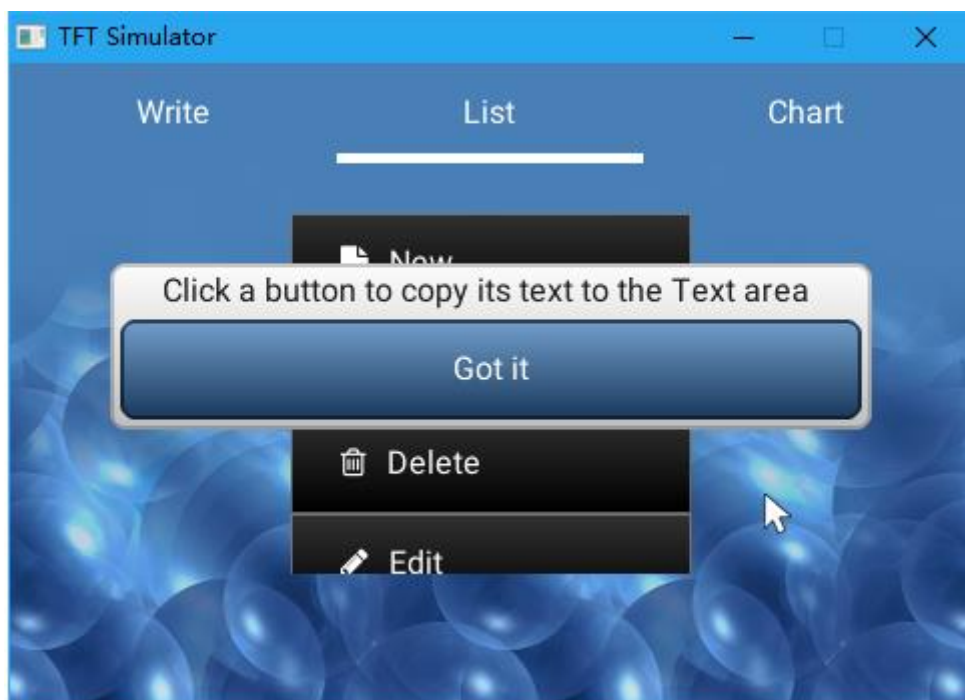 TFT Simulator
Write List Chart
New
Click a button to copy its text to the Text area
Got it
Delete
Edit